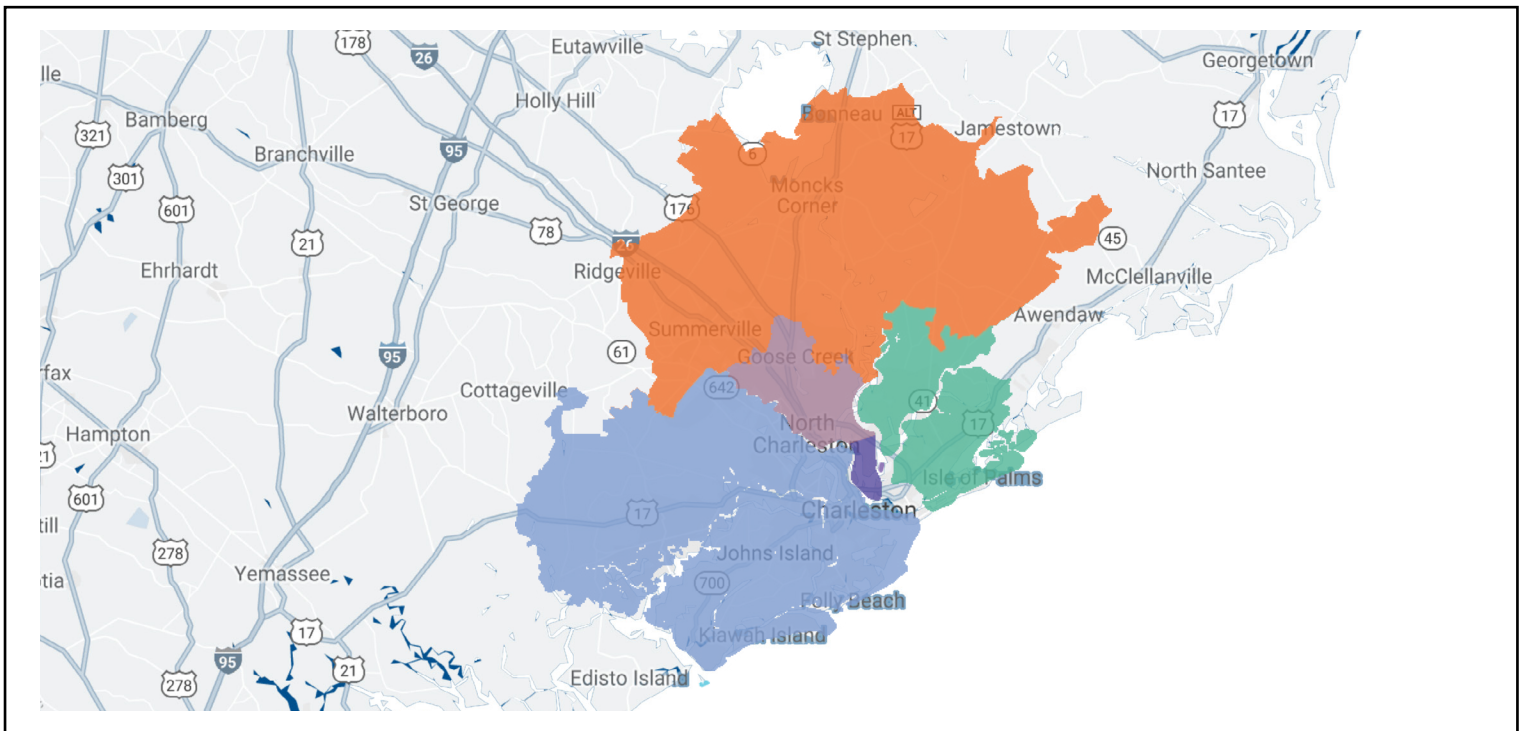 178
26
Eutawville
St Stephen
Georgetown
lle
Holly Hill
Bonneau
ALT
17
17
321
Bamberg
Branchville
95
6
Jamestown
North Santee
301
601
St George
176
Moncks
Corner
78
21
26
45
Ehrhardt
Ridgeville
McClellanville
Awendaw
Summerville
61
95
Goose Creek
fax
Cottageville
642
41
Walterboro
17
Hampton
North
Charleston
21
601
Isle of Palms
17
Charleston
till
278
Johns Island
tia
Yemassee
700
Folly Beach
17
Kiawah Island
95
21
278
Edisto Island